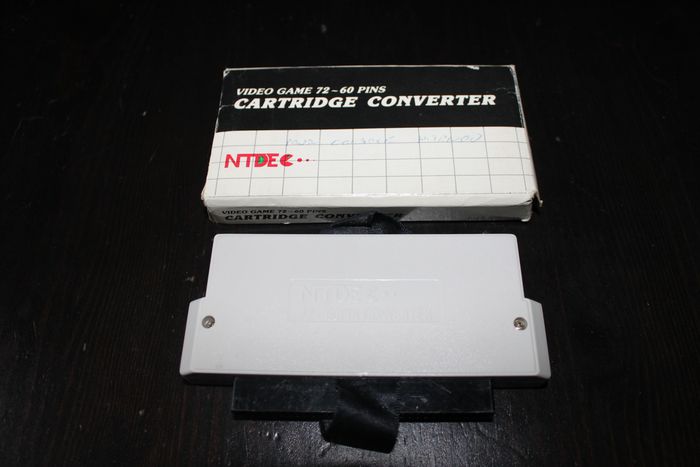 VIDEO GAME 72~60 PINS
CARTRIDGE CONVERTER
NTDEC
VIDEO GAME 72~60 PINS
CARTRIDGE CONVERTER
NTDEC